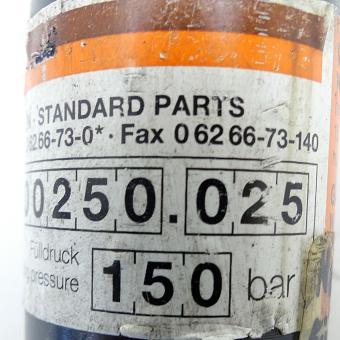 · STANDARD PARTS
6266-73-0* · Fax 0 62 66-73-140
00250.025
Fülldruck
pressure 150 bar